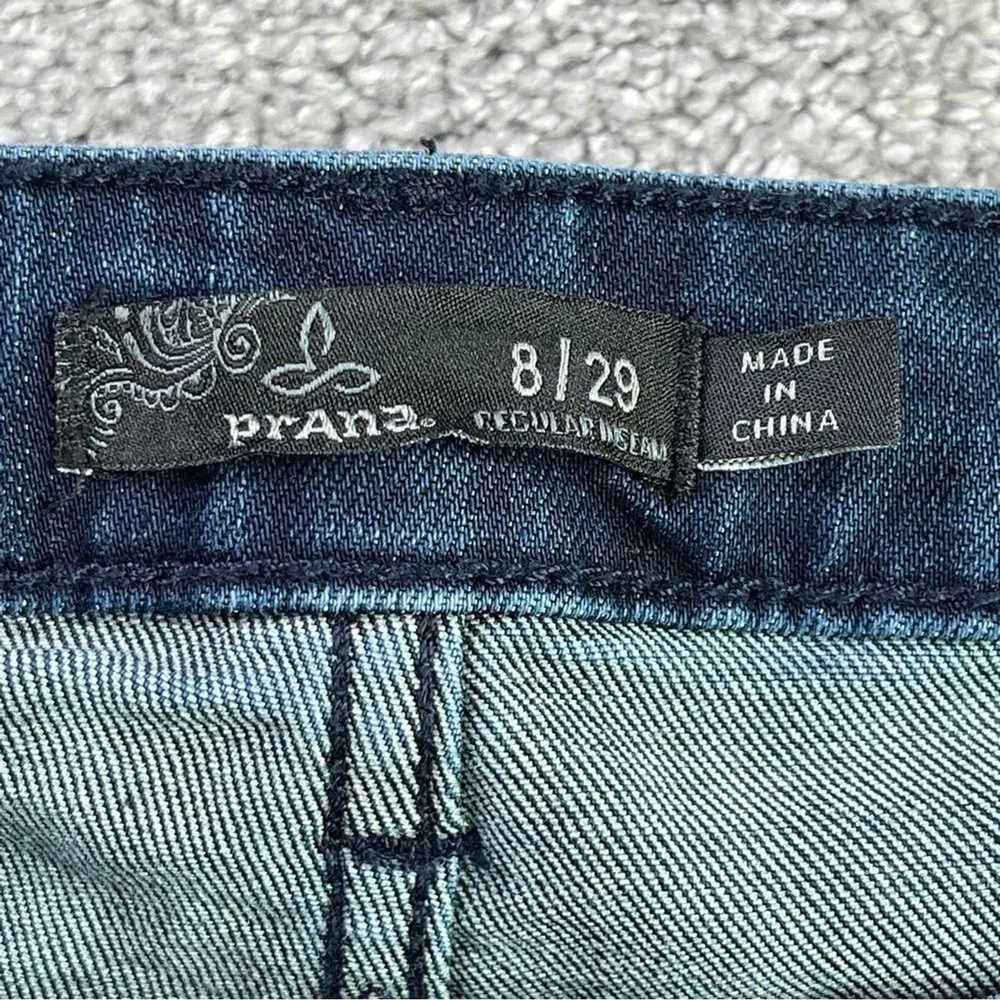 prAna.
8/29
REGULAR INSEAM
MADE
IN
CHINA